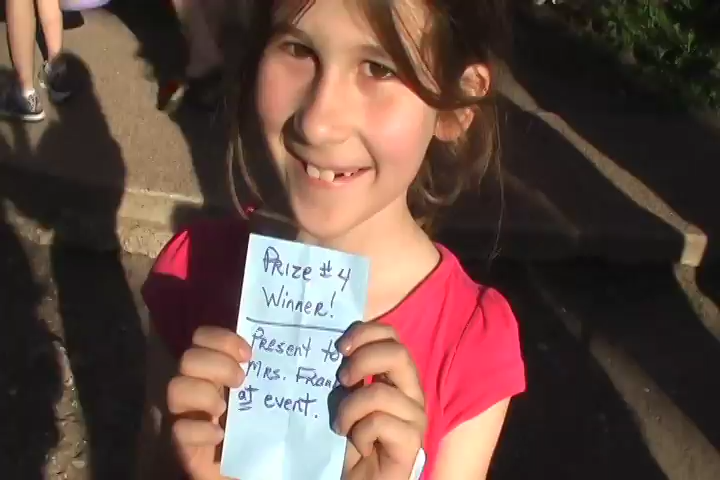 Prize #4
Winner!
Present to
Mrs.
at event.